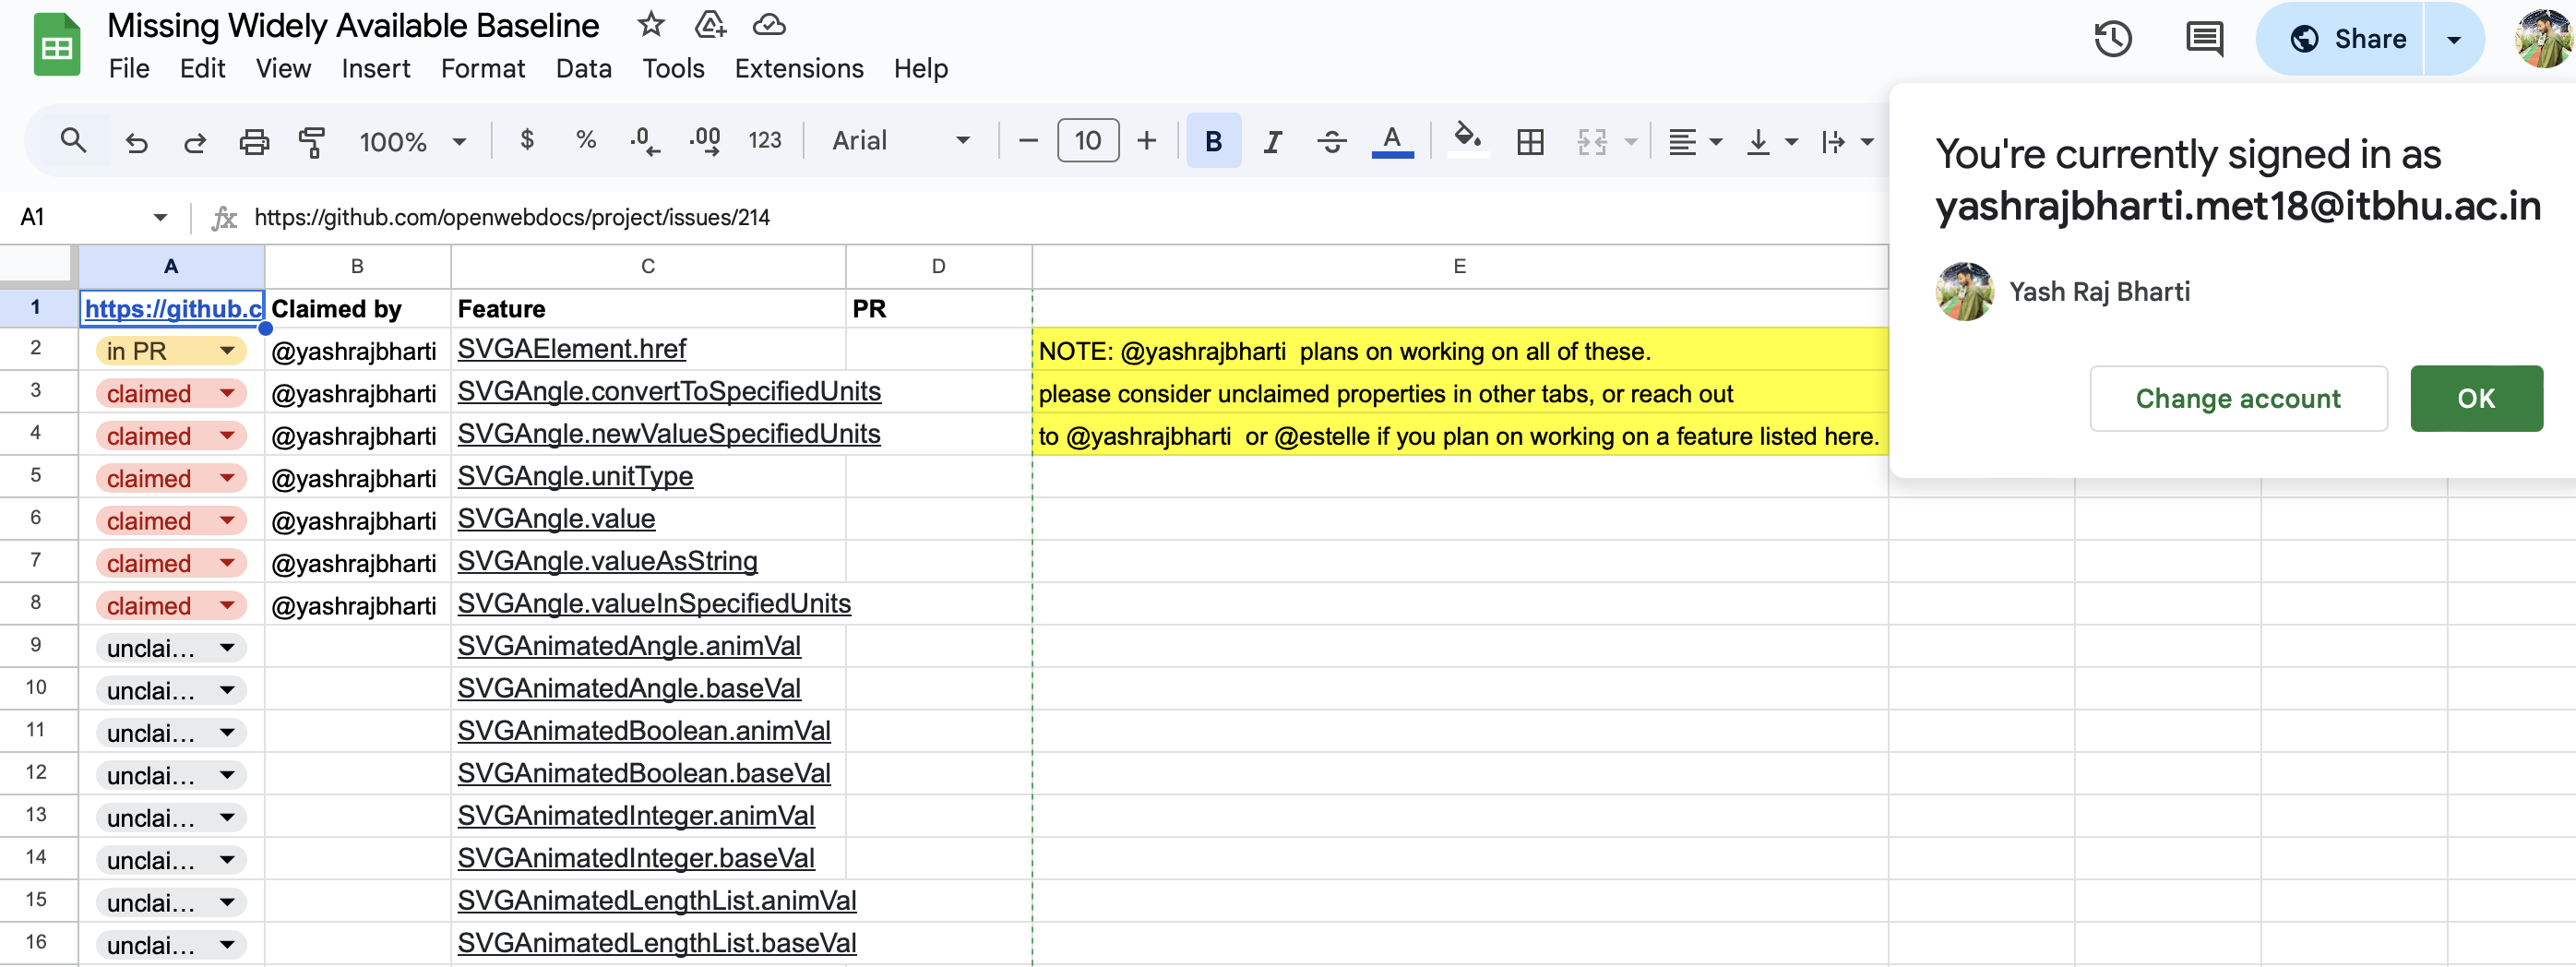 Missing Widely Available Baseline
File Edit View Insert Format Data Tools Extensions Help
Share
100% $ % .0 .00 123 Arial 10 B I S A
You're currently signed in as
yashrajbharti.met18@itbhu.ac.in
Yash Raj Bharti
Change account OK
A1 fx https://github.com/openwebdocs/project/issues/214
A B C D E
1 https://github.c Claimed by Feature PR
2 in PR @yashrajbharti SVGAElement.href NOTE: @yashrajbharti plans on working on all of these.
3 claimed @yashrajbharti SVGAngle.convertToSpecifiedUnits please consider unclaimed properties in other tabs, or reach out
4 claimed @yashrajbharti SVGAngle.newValueSpecifiedUnits to @yashrajbharti or @estelle if you plan on working on a feature listed here.
5 claimed @yashrajbharti SVGAngle.unitType
6 claimed @yashrajbharti SVGAngle.value
7 claimed @yashrajbharti SVGAngle.valueAsString
8 claimed @yashrajbharti SVGAngle.valueInSpecifiedUnits
9 unclai... SVGAnimatedAngle.animVal
10 unclai... SVGAnimatedAngle.baseVal
11 unclai... SVGAnimatedBoolean.animVal
12 unclai... SVGAnimatedBoolean.baseVal
13 unclai... SVGAnimatedInteger.animVal
14 unclai... SVGAnimatedInteger.baseVal
15 unclai... SVGAnimatedLengthList.animVal
16 unclai... SVGAnimatedLengthList.baseVal